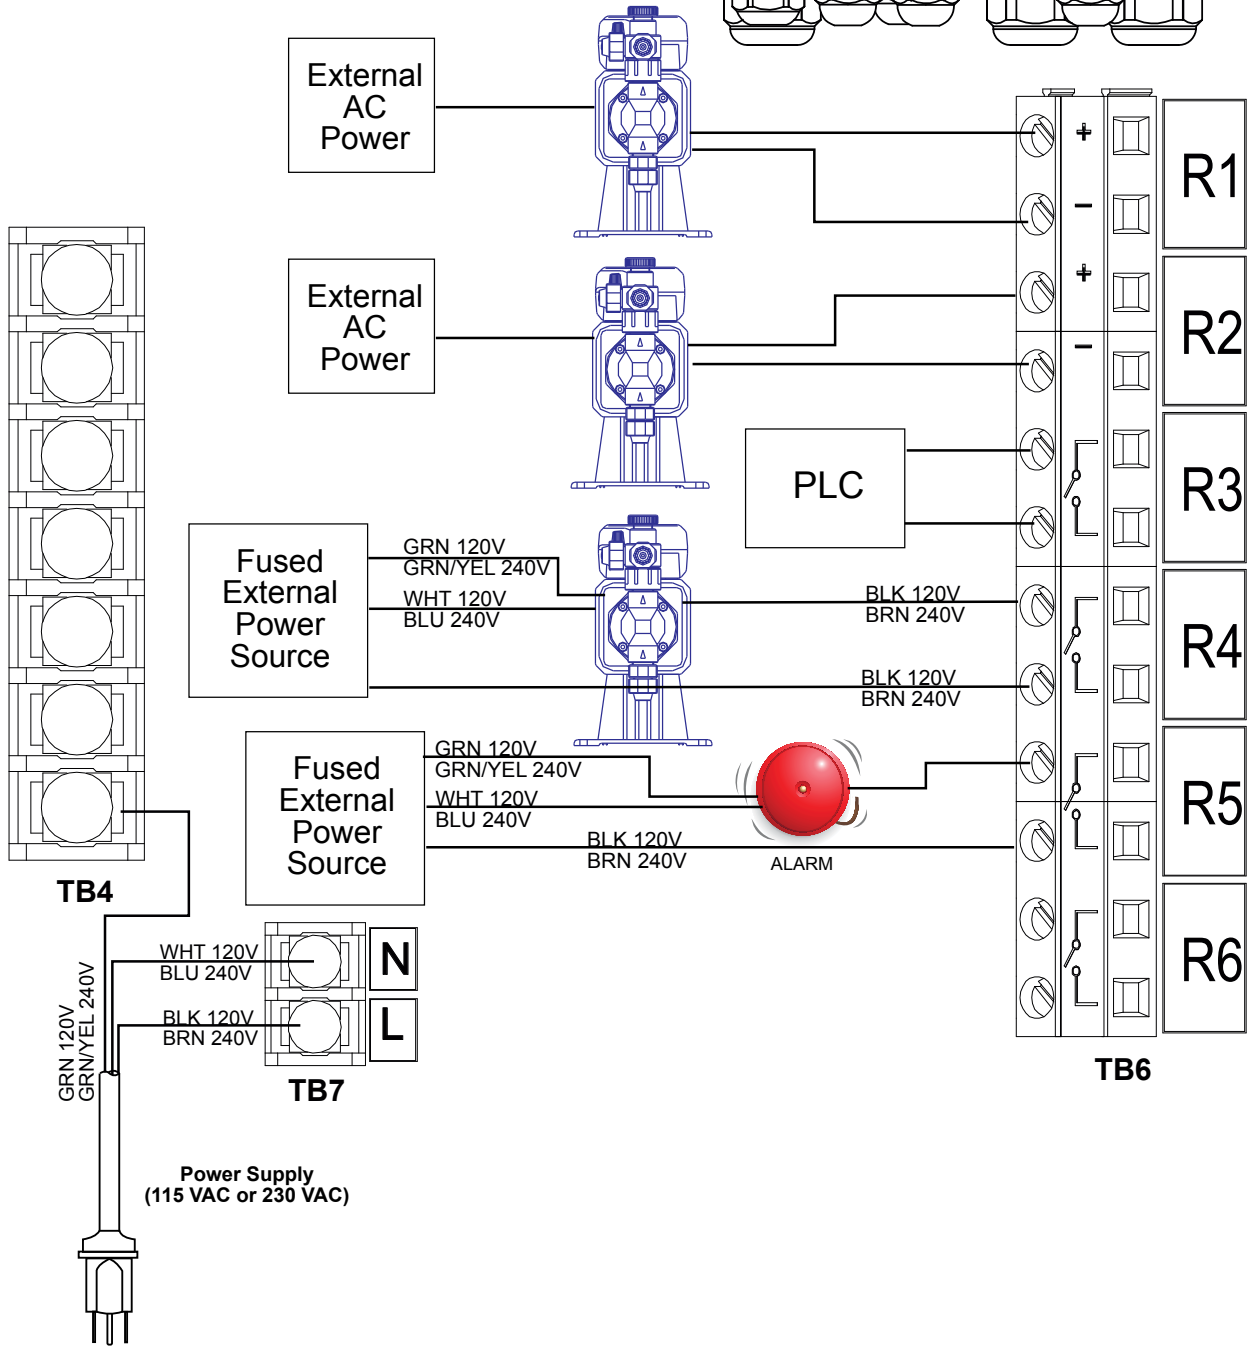 External
AC
Power
+
−
R1
External
AC
Power
+
−
R2
PLC
R3
Fused
External
Power
Source
GRN 120V
GRN/YEL 240V
WHT 120V
BLU 240V
BLK 120V
BRN 240V
R4
BLK 120V
BRN 240V
Fused
External
Power
Source
GRN 120V
GRN/YEL 240V
WHT 120V
BLU 240V
BLK 120V
BRN 240V
ALARM
R5
TB4
R6
WHT 120V
BLU 240V
N
BLK 120V
BRN 240V
L
GRN 120V
GRN/YEL 240V
TB7
TB6
Power Supply
(115 VAC or 230 VAC)